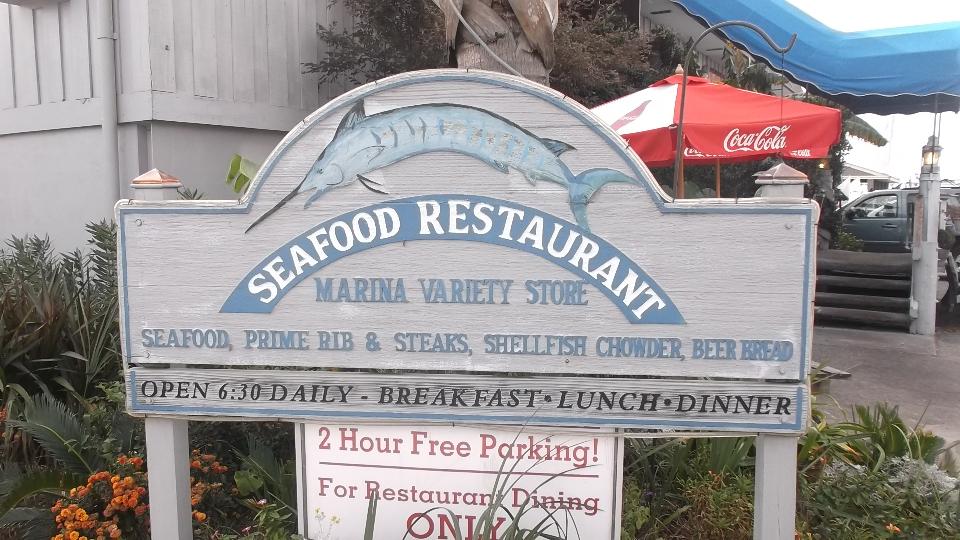 Coca-Cola
SEAFOOD RESTAURANT
MARINA VARIETY STORE
SEAFOOD, PRIME RIB & STEAKS, SHELLFISH CHOWDER, BEER BREAD
OPEN 6:30 DAILY - BREAKFAST•LUNCH•DINNER
2 Hour Free Parking!
For Restaurant Dining
ONLY